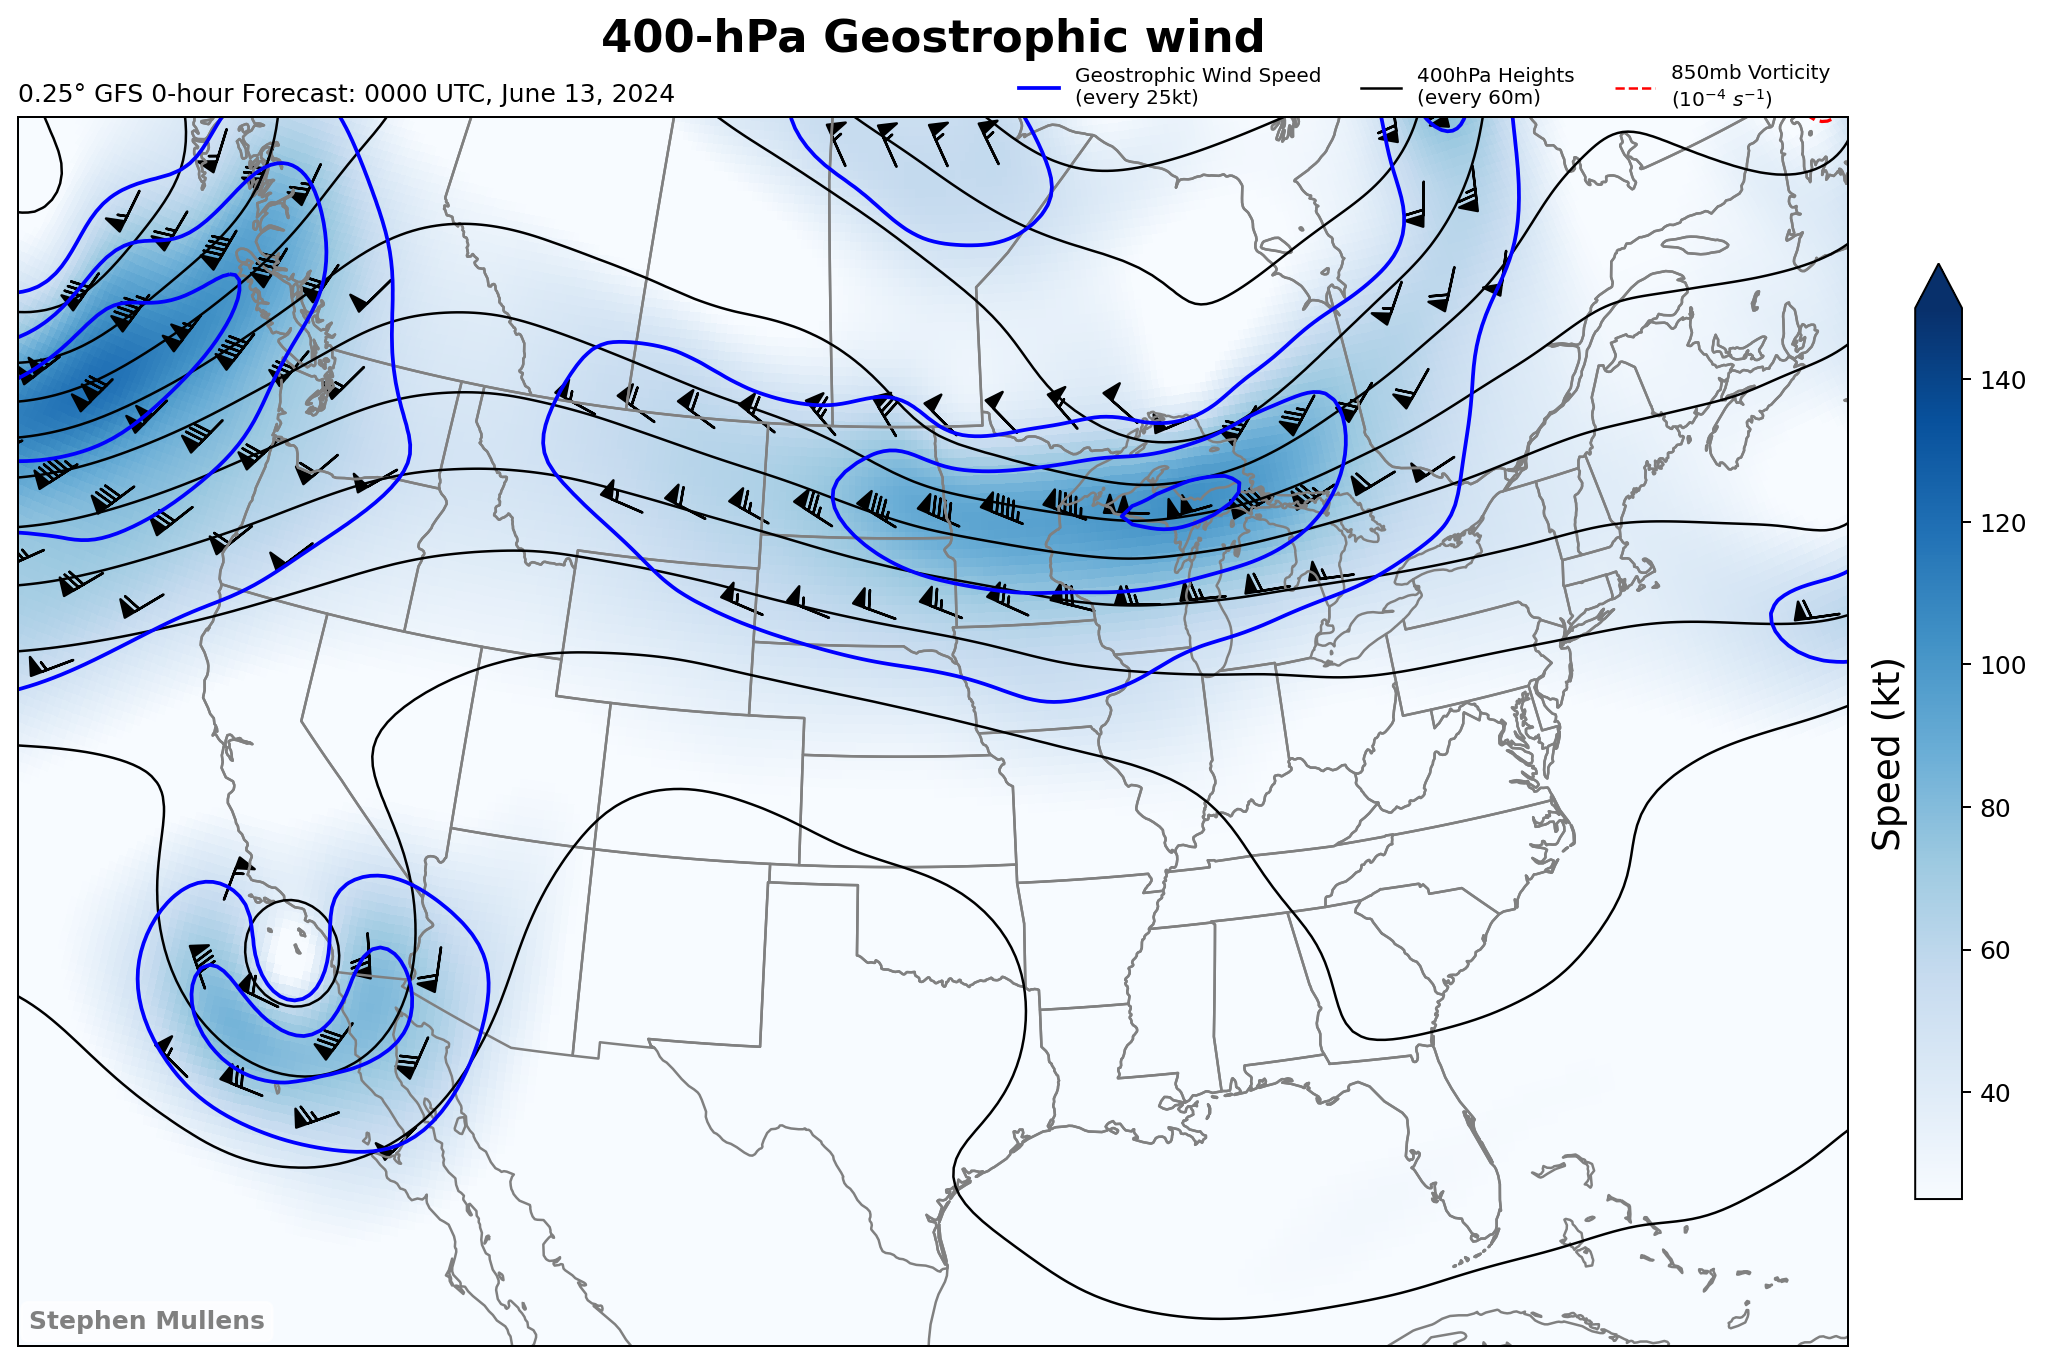 400-hPa Geostrophic wind
0.25° GFS 0-hour Forecast: 0000 UTC, June 13, 2024
Geostrophic Wind Speed
(every 25kt)
400hPa Heights
(every 60m)
850mb Vorticity
(10⁻⁴ s⁻¹)
140
120
100
80
60
40
Speed (kt)
Stephen Mullens